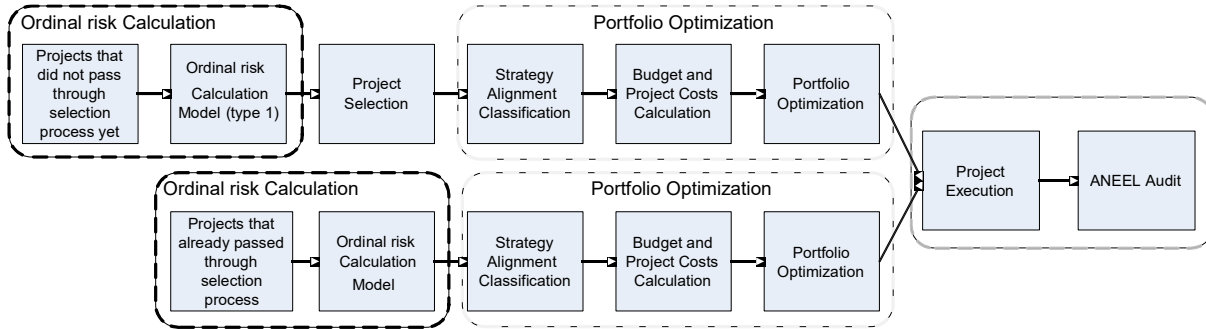 Ordinal risk Calculation
Projects that
did not pass
through
selection
process yet
Ordinal risk
Calculation
Model (type 1)
Project
Selection
Portfolio Optimization
Strategy
Alignment
Classification
Budget and
Project Costs
Calculation
Portfolio
Optimization
Ordinal risk Calculation
Projects that
already passed
through
selection
process
Ordinal risk
Calculation
Model
Portfolio Optimization
Strategy
Alignment
Classification
Budget and
Project Costs
Calculation
Portfolio
Optimization
Project
Execution
ANEEL Audit